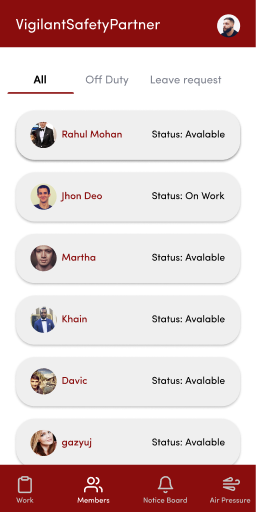 VigilantSafetyPartner
All Off Duty Leave request
Rahul Mohan Status: Avalable
Jhon Deo Status: On Work
Martha Status: Avalable
Khain Status: Avalable
Davic Status: Avalable
gazyuj Status: Avalable
Work Members Notice Board Air Pressure